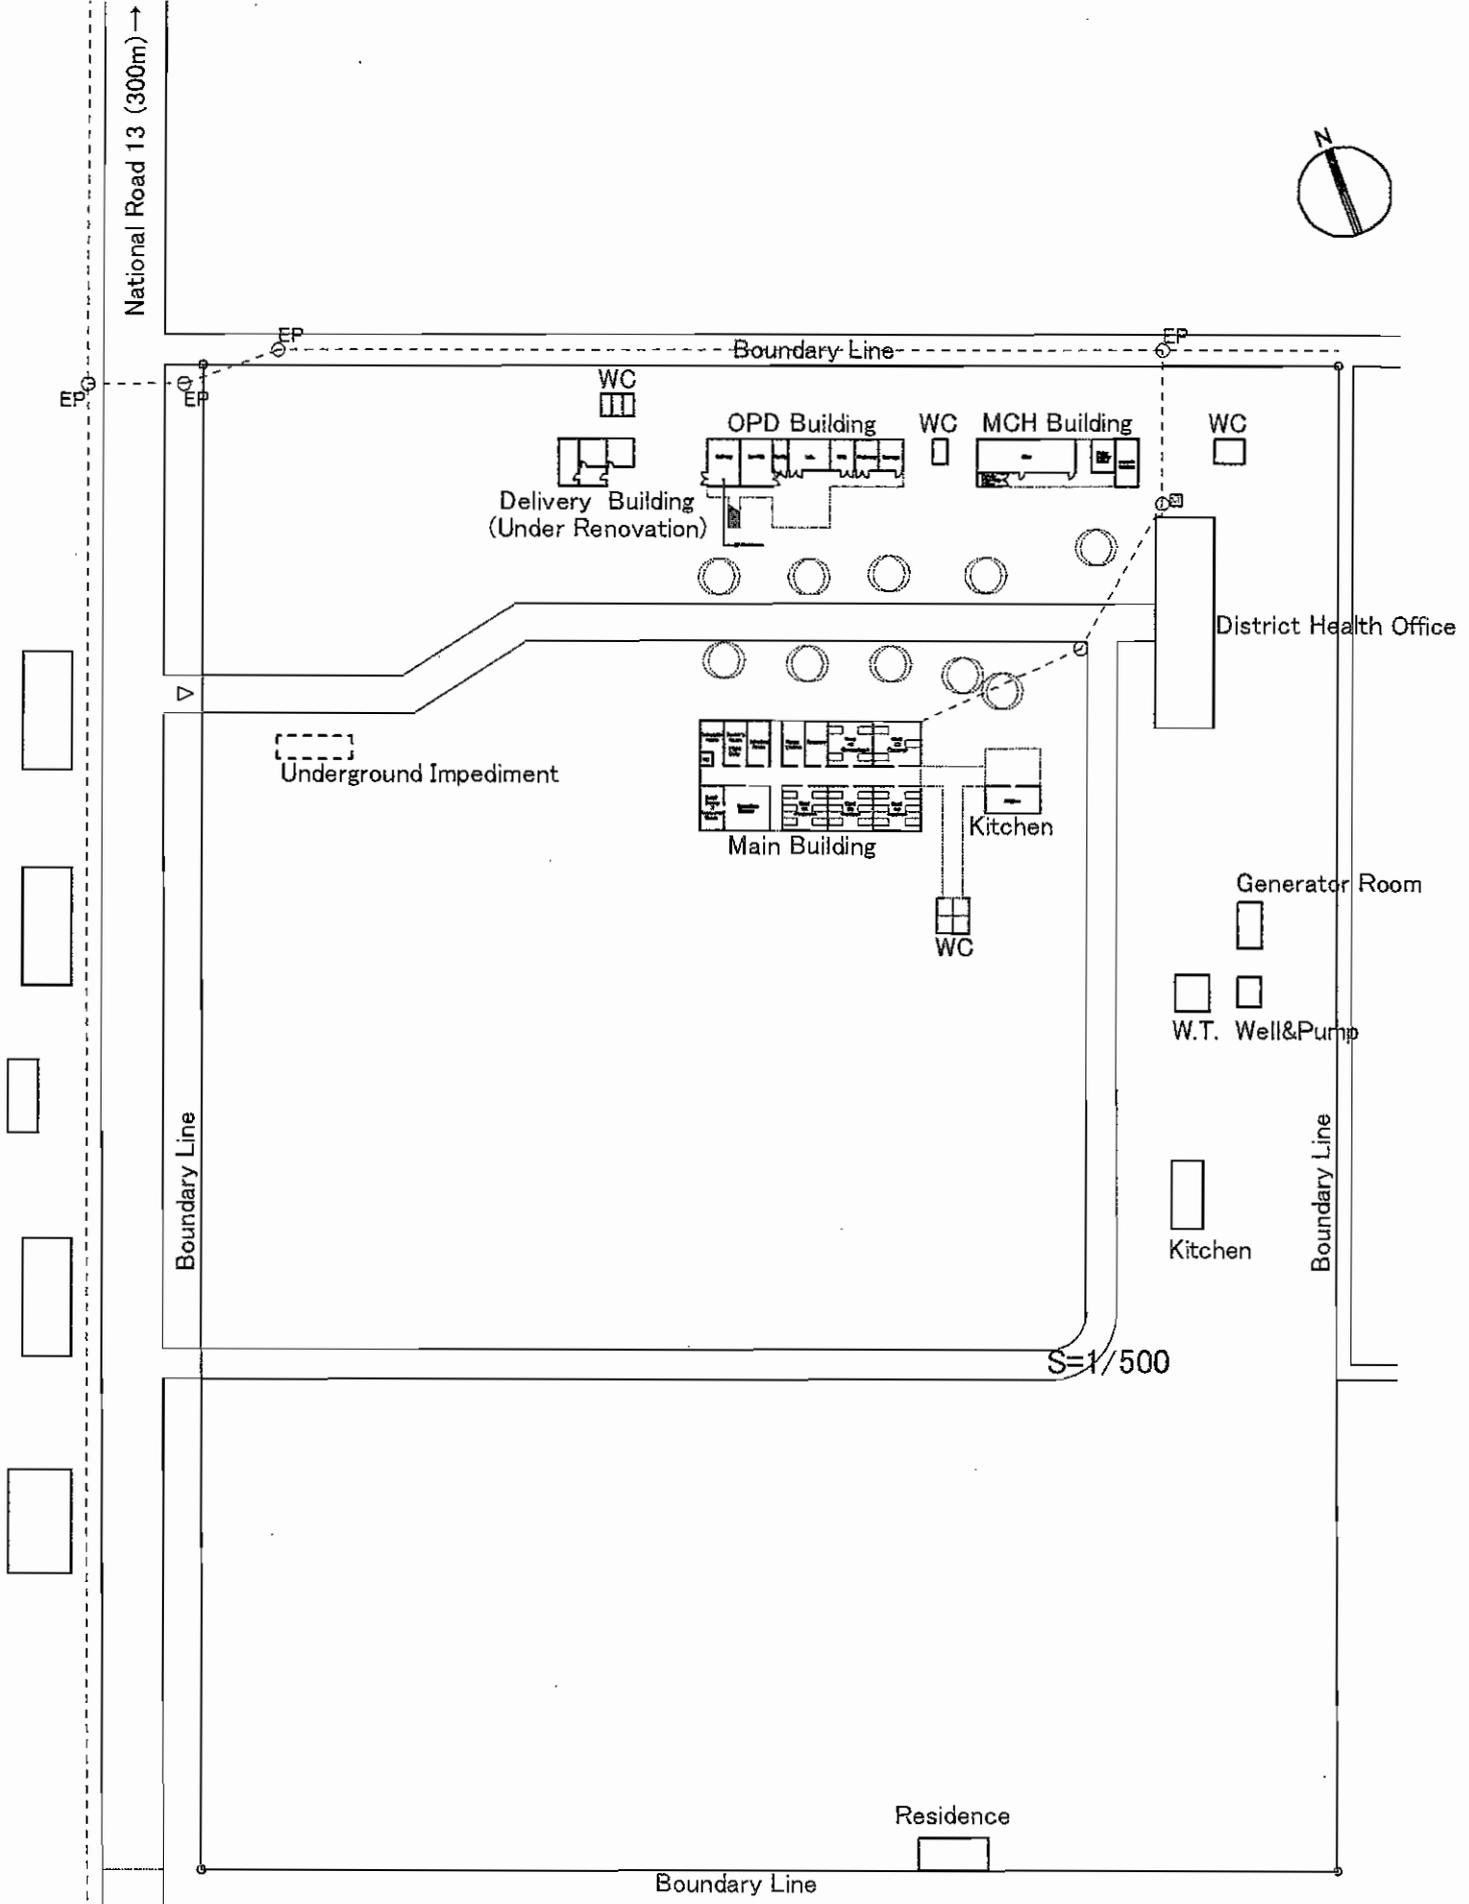 National Road 13 (300m)→
N
EP
EP
Boundary Line
EP
EP
WC
OPD Building
WC
MCH Building
WC
Delivery Building
(Under Renovation)
District Health Office
▽
Underground Impediment
Kitchen
Main Building
Generator Room
WC
W.T.
Well&Pump
Boundary Line
Boundary Line
Kitchen
S=1/500
Residence
Boundary Line